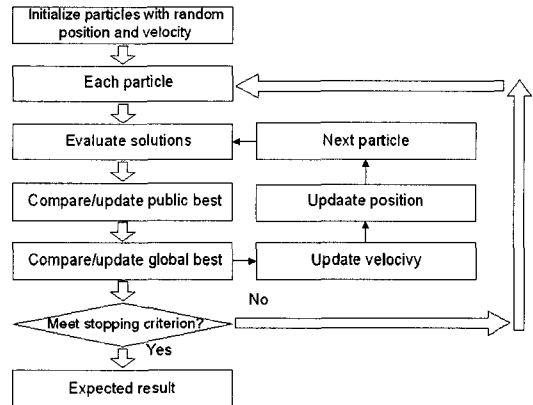 Initialize particles with random
position and velocity
Each particle
Evaluate solutions
Next particle
Compare/update public best
Updaate position
Compare/update global best
Update velocivy
No
Meet stopping criterion?
Yes
Expected result